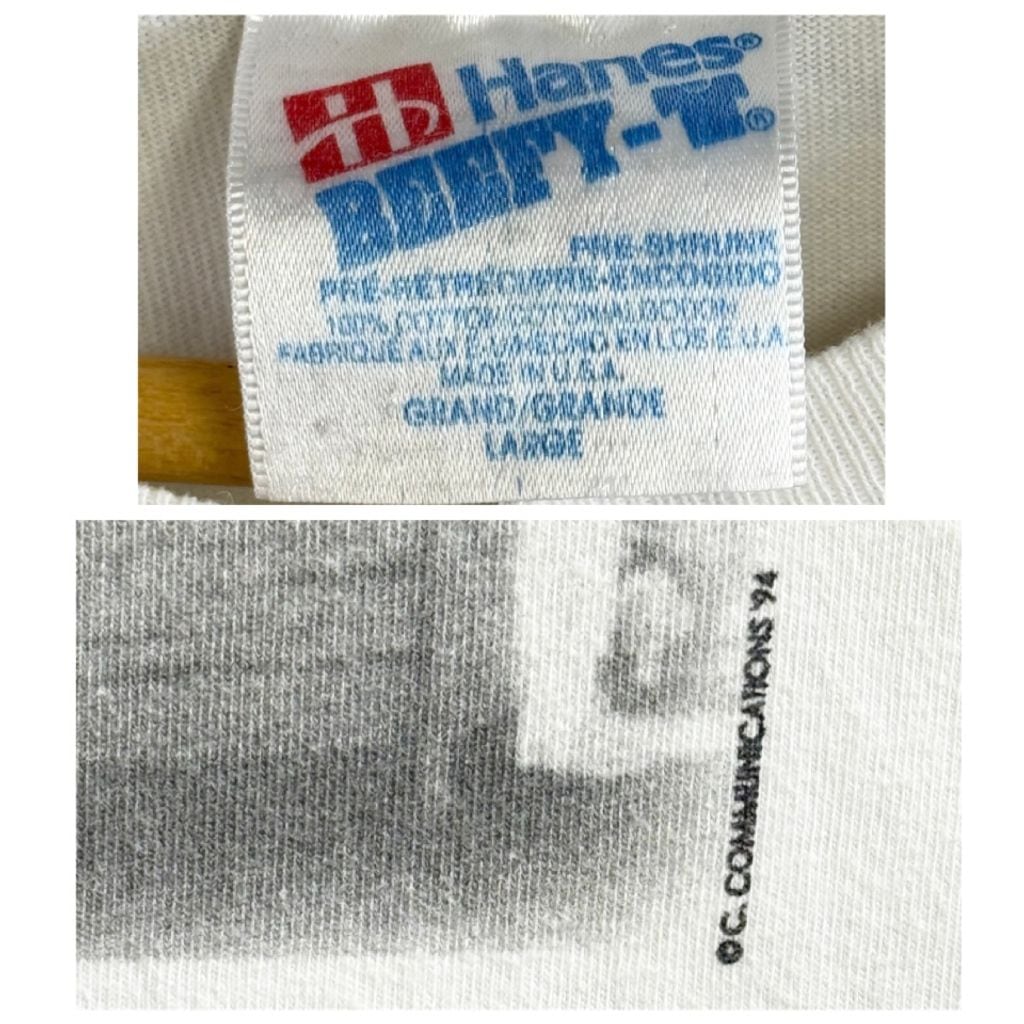 Hanes®
BEEFY-T®
PRE-SHRUNK
PRE-RÉTRÉCI/PRE-ENCOGIDO
100% COTTON/COTON/ALGODON
FABRIQUÉ AUX É.-U./HECHO EN LOS E.U.A.
MADE IN U.S.A.
GRAND/GRANDE
LARGE
© C. COMMUNICATIONS '94